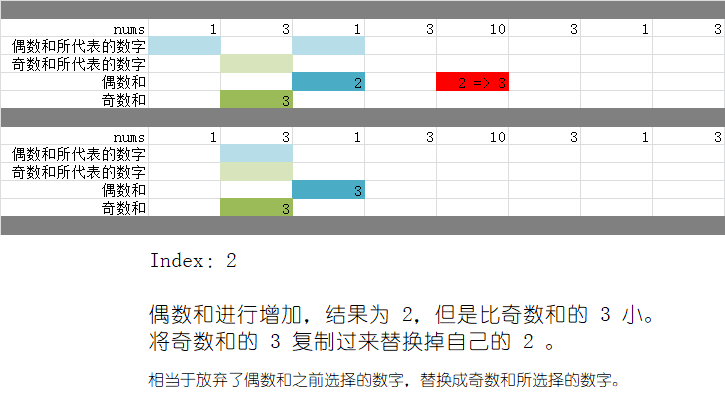 nums 1 3 1 3 10 3 1 3
偶数和所代表的数字
奇数和所代表的数字
偶数和 2 2 => 3
奇数和 3
nums 1 3 1 3 10 3 1 3
偶数和所代表的数字
奇数和所代表的数字
偶数和 3
奇数和 3
Index: 2
偶数和进行增加，结果为 2，但是比奇数和的 3 小。
将奇数和的 3 复制过来替换掉自己的 2 。
相当于放弃了偶数和之前选择的数字，替换成奇数和所选择的数字。